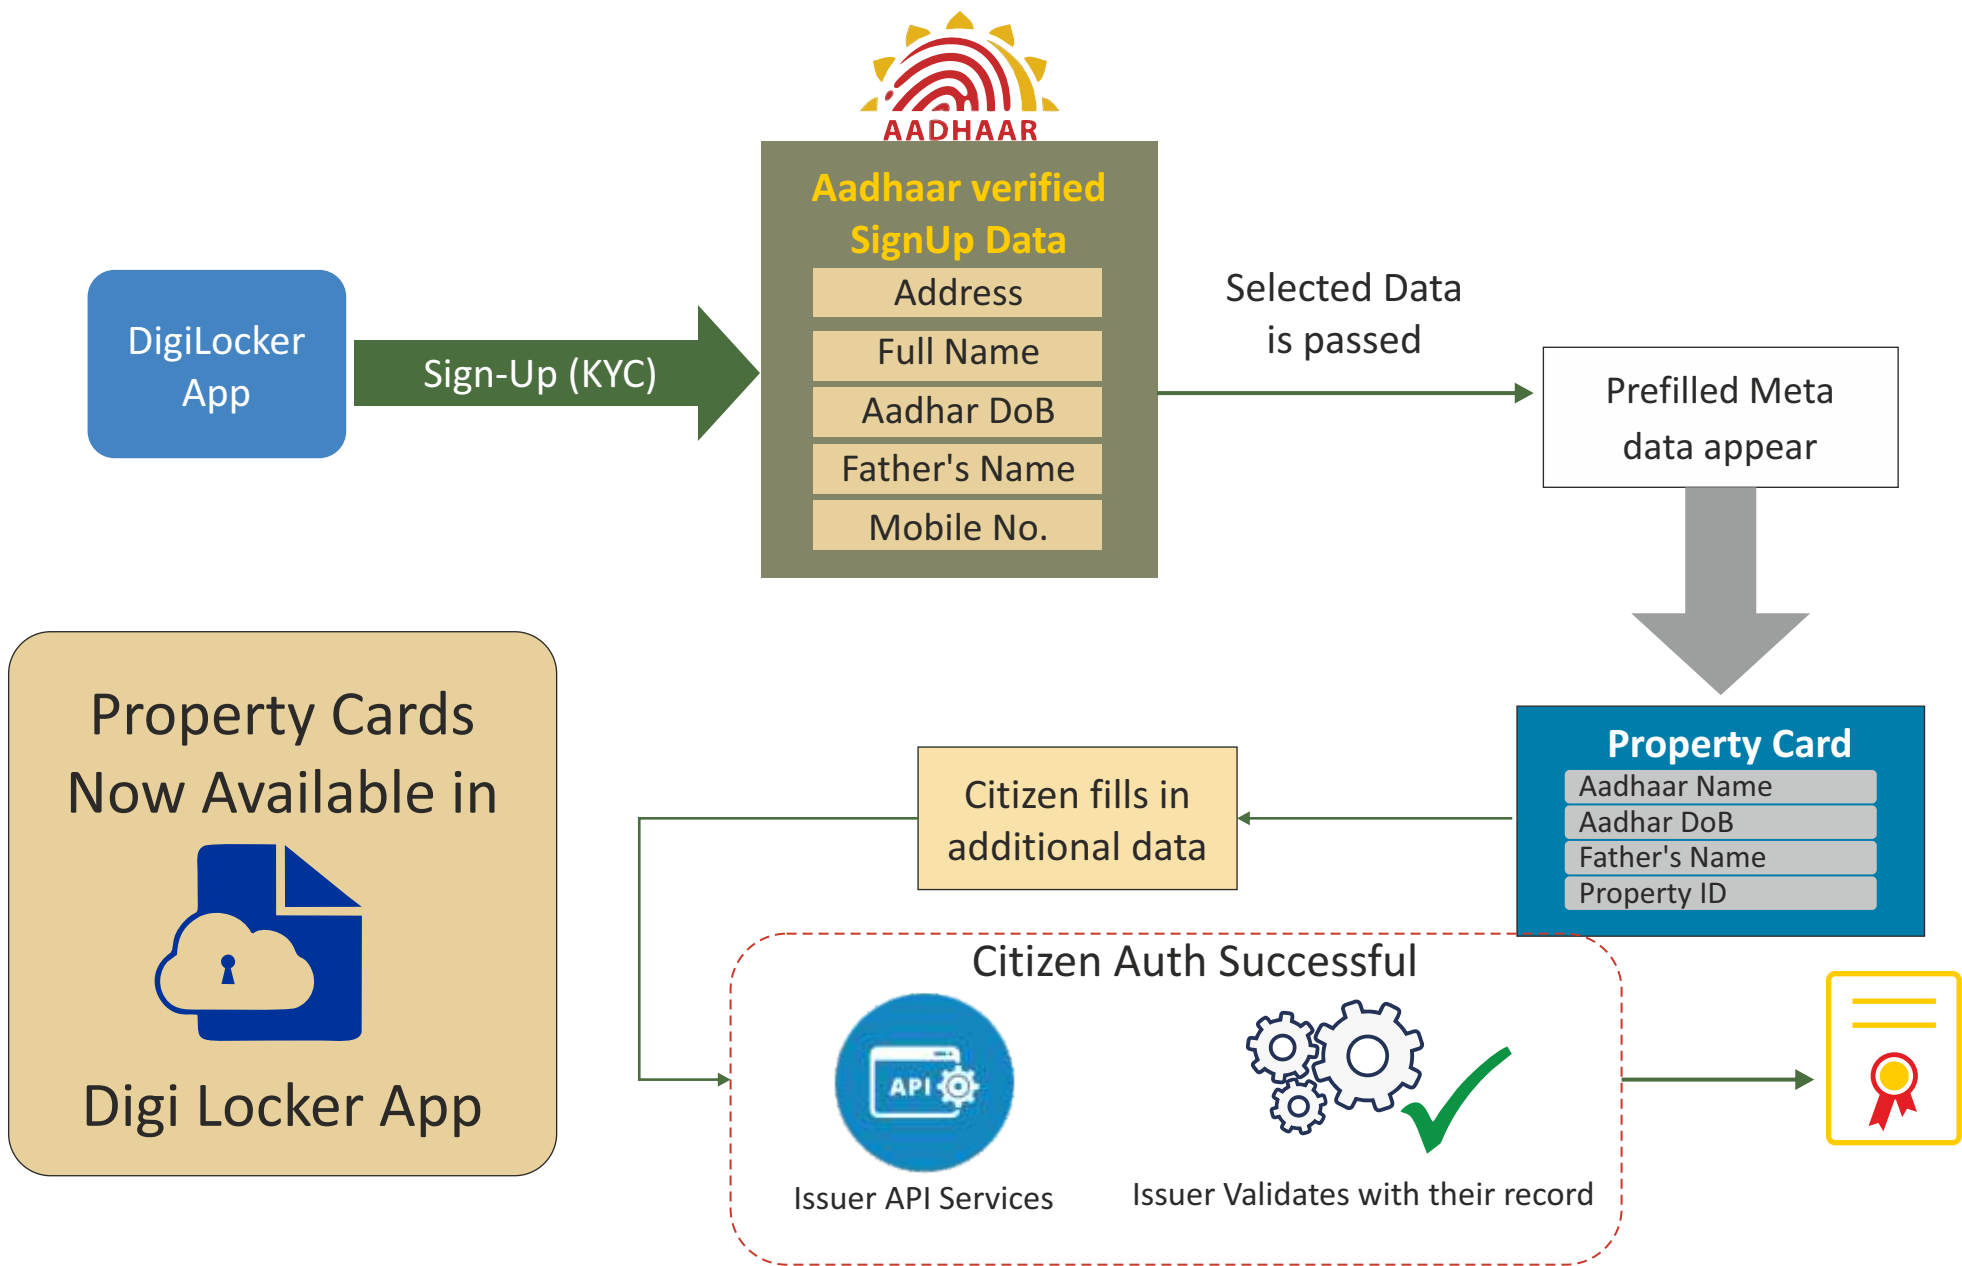 AADHAAR
Aadhaar verified
SignUp Data
Address
Full Name
Aadhar DoB
Father's Name
Mobile No.
DigiLocker
App
Sign-Up (KYC)
Selected Data
is passed
Prefilled Meta
data appear
Property Card
Aadhaar Name
Aadhar DoB
Father's Name
Property ID
Citizen fills in
additional data
Citizen Auth Successful
API
Issuer API Services
Issuer Validates with their record
Property Cards
Now Available in
Digi Locker App